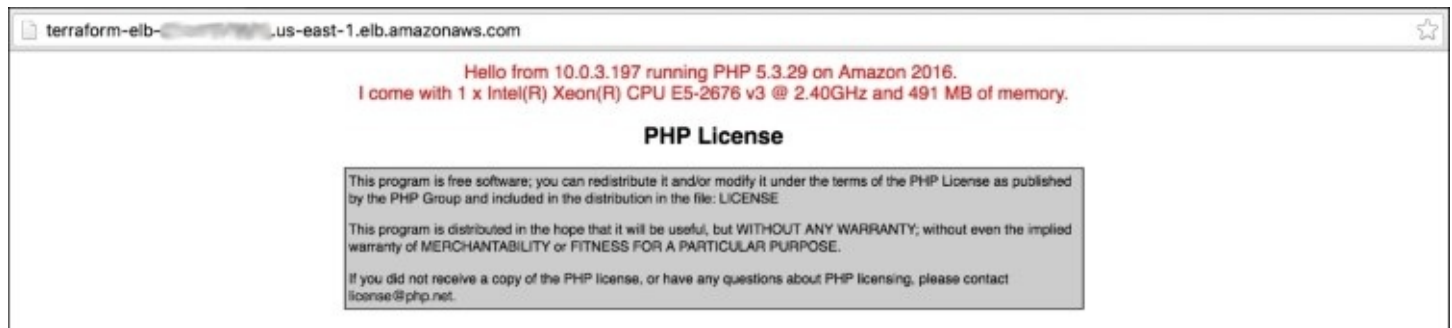 terraform-elb- .us-east-1.elb.amazonaws.com
Hello from 10.0.3.197 running PHP 5.3.29 on Amazon 2016.
I come with 1 x Intel(R) Xeon(R) CPU E5-2676 v3 @ 2.40GHz and 491 MB of memory.
PHP License
This program is free software; you can redistribute it and/or modify it under the terms of the PHP License as published
by the PHP Group and included in the distribution in the file: LICENSE
This program is distributed in the hope that it will be useful, but WITHOUT ANY WARRANTY; without even the implied
warranty of MERCHANTABILITY or FITNESS FOR A PARTICULAR PURPOSE.
If you did not receive a copy of the PHP license, or have any questions about PHP licensing, please contact
license@php.net.